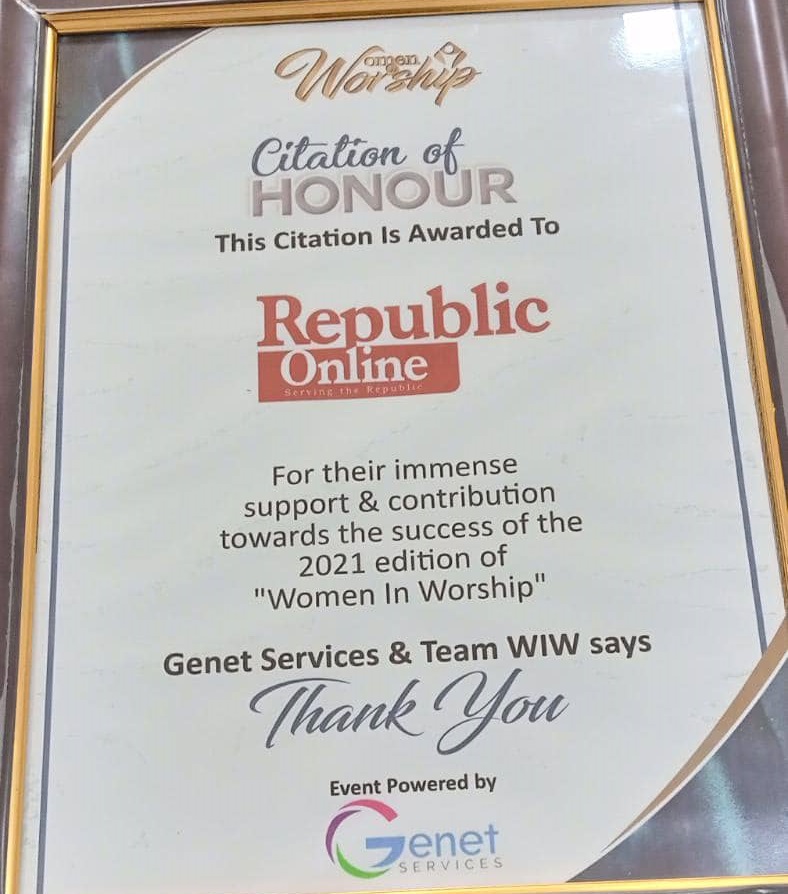 Women in Worship
Citation of
HONOUR
This Citation Is Awarded To
Republic
Online
Serving the Republic
For their immense
support & contribution
towards the success of the
2021 edition of
"Women In Worship"
Genet Services & Team WIW says
Thank You
Event Powered by
Genet
SERVICES